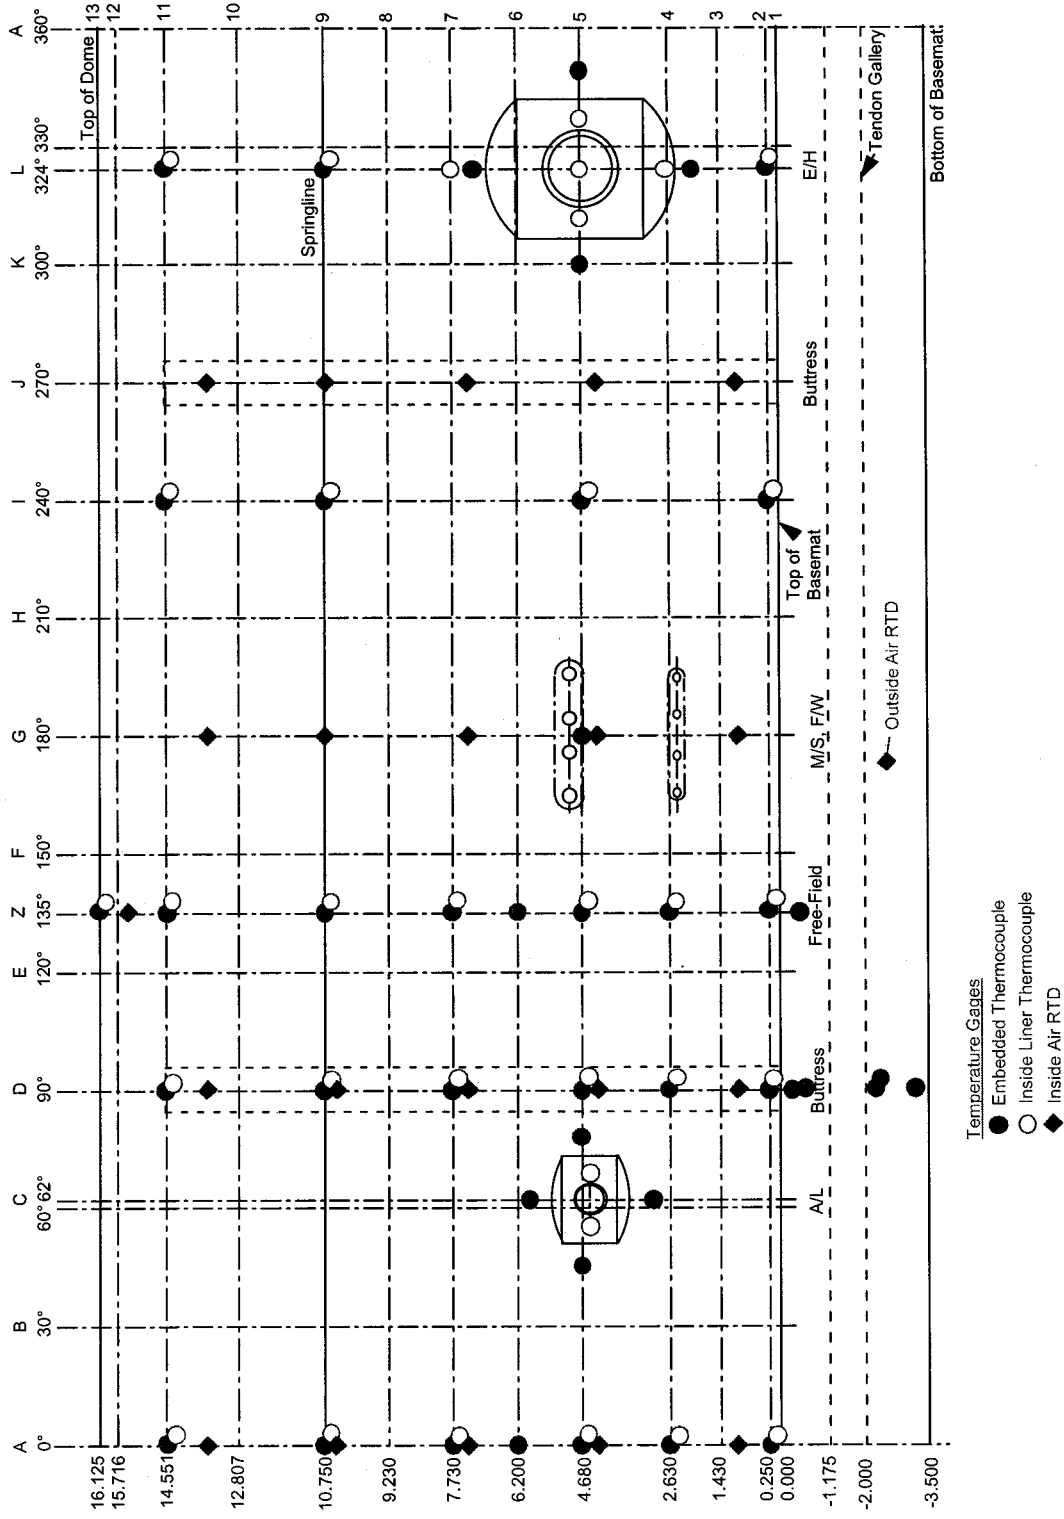 A B C D E F G H I J K L A
0° 30° 60° 62° 90° 120° 135° 150° 180° 210° 240° 270° 300° 324° 330° 360°
Z
16.125
15.716
14.551
12.807
10.750
9.230
7.730
6.200
4.680
2.630
1.430
0.250
0.000
-1.175
-2.000
-3.500
13
12
11
10
9
8
7
6
5
4
3
2
1
Top of Dome
Springline
A/L
Buttress
Free-Field
M/S, F/W
Buttress
E/H
Top of
Basemat
Tendon Gallery
Bottom of Basemat
Outside Air RTD
Temperature Gages
Embedded Thermocouple
Inside Liner Thermocouple
Inside Air RTD